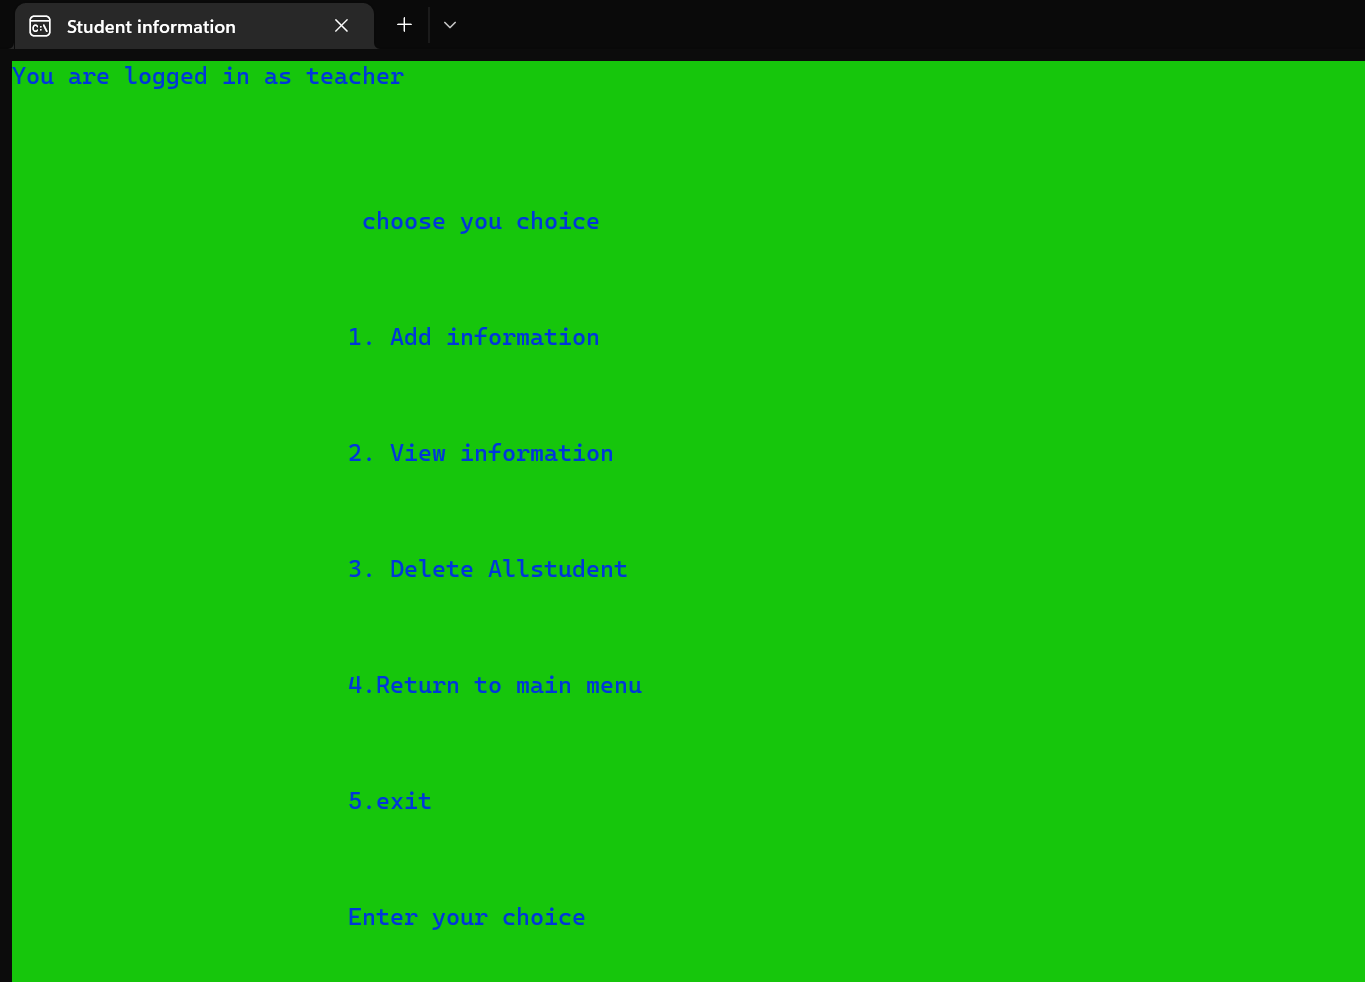 Student information
You are logged in as teacher
choose you choice
1. Add information
2. View information
3. Delete Allstudent
4.Return to main menu
5.exit
Enter your choice